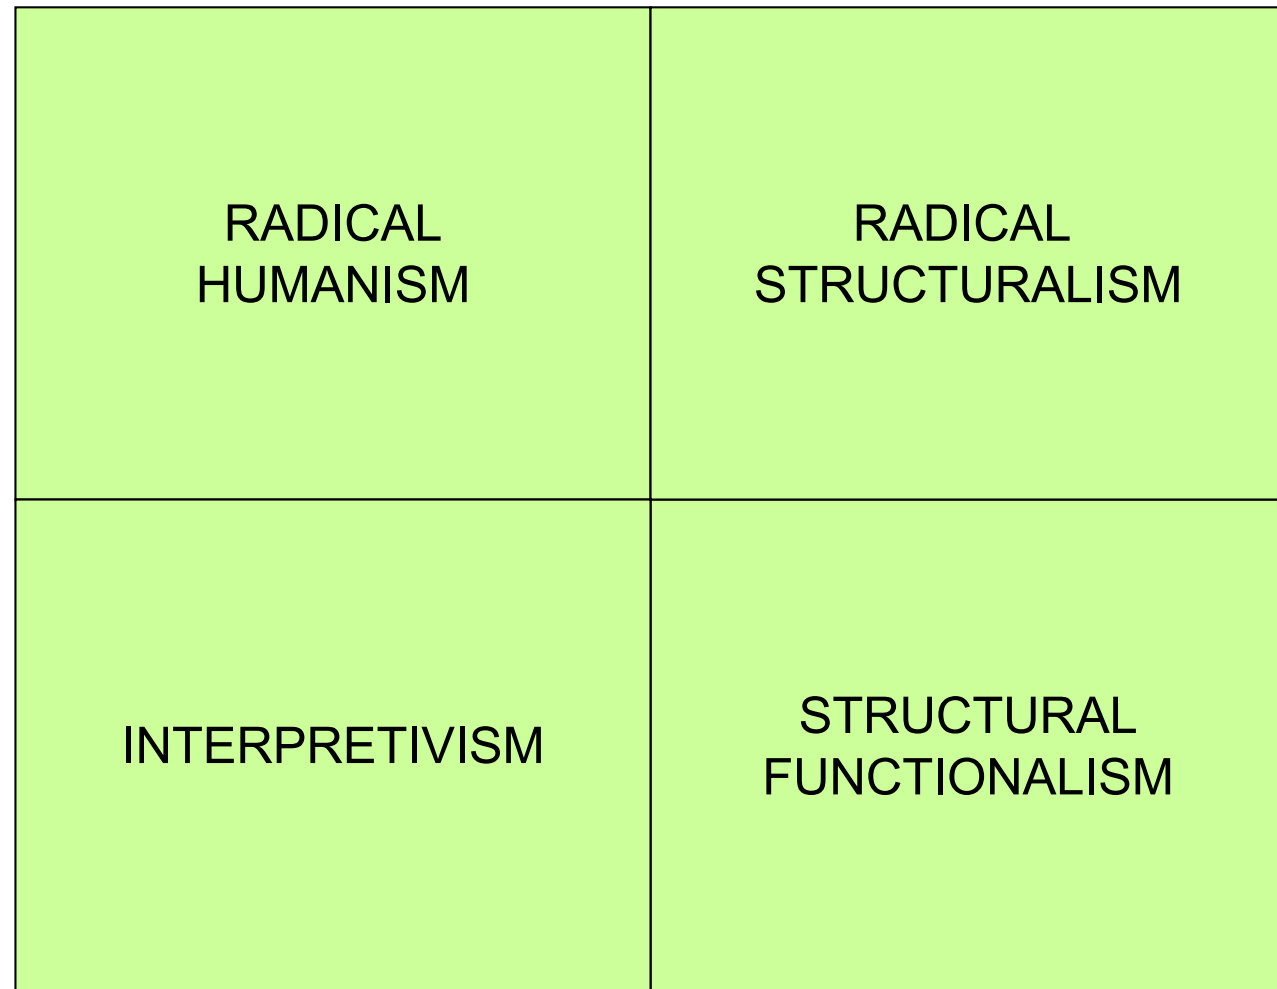 RADICAL
HUMANISM
RADICAL
STRUCTURALISM
INTERPRETIVISM
STRUCTURAL
FUNCTIONALISM